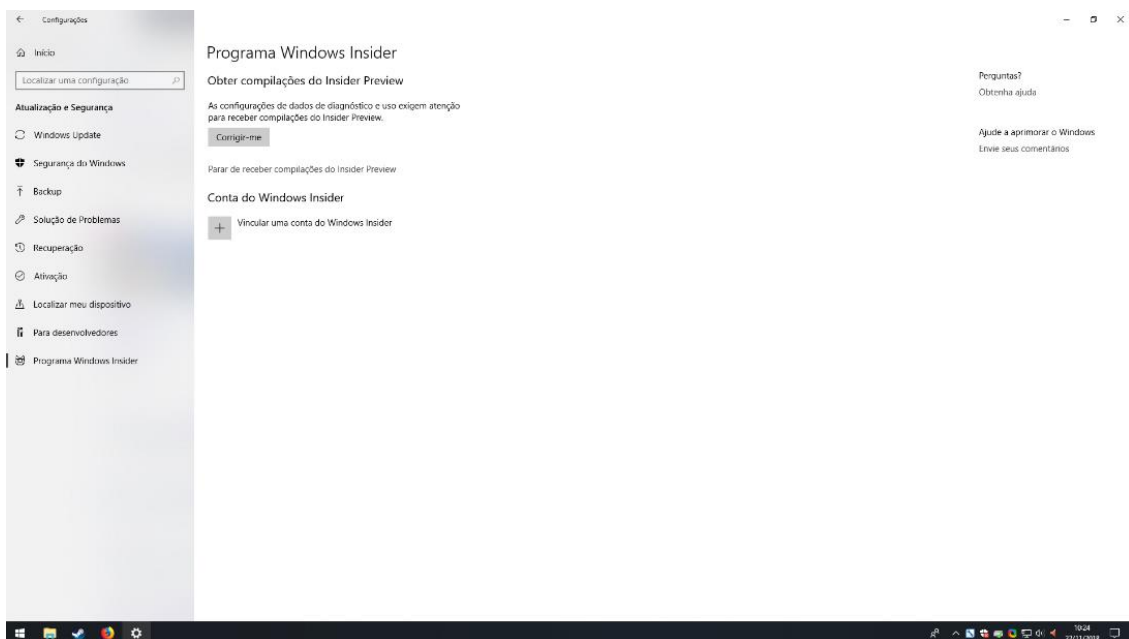 Configurações
Início
Localizar uma configuração
Atualização e Segurança
Windows Update
Segurança do Windows
Backup
Solução de Problemas
Recuperação
Ativação
Localizar meu dispositivo
Para desenvolvedores
Programa Windows Insider
Programa Windows Insider
Obter compilações do Insider Preview
As configurações de dados de diagnóstico e uso exigem atenção
para receber compilações do Insider Preview.
Corrigir-me
Parar de receber compilações do Insider Preview
Conta do Windows Insider
Vincular uma conta do Windows Insider
Perguntas?
Obtenha ajuda
Ajude a aprimorar o Windows
Envie seus comentários
10:24